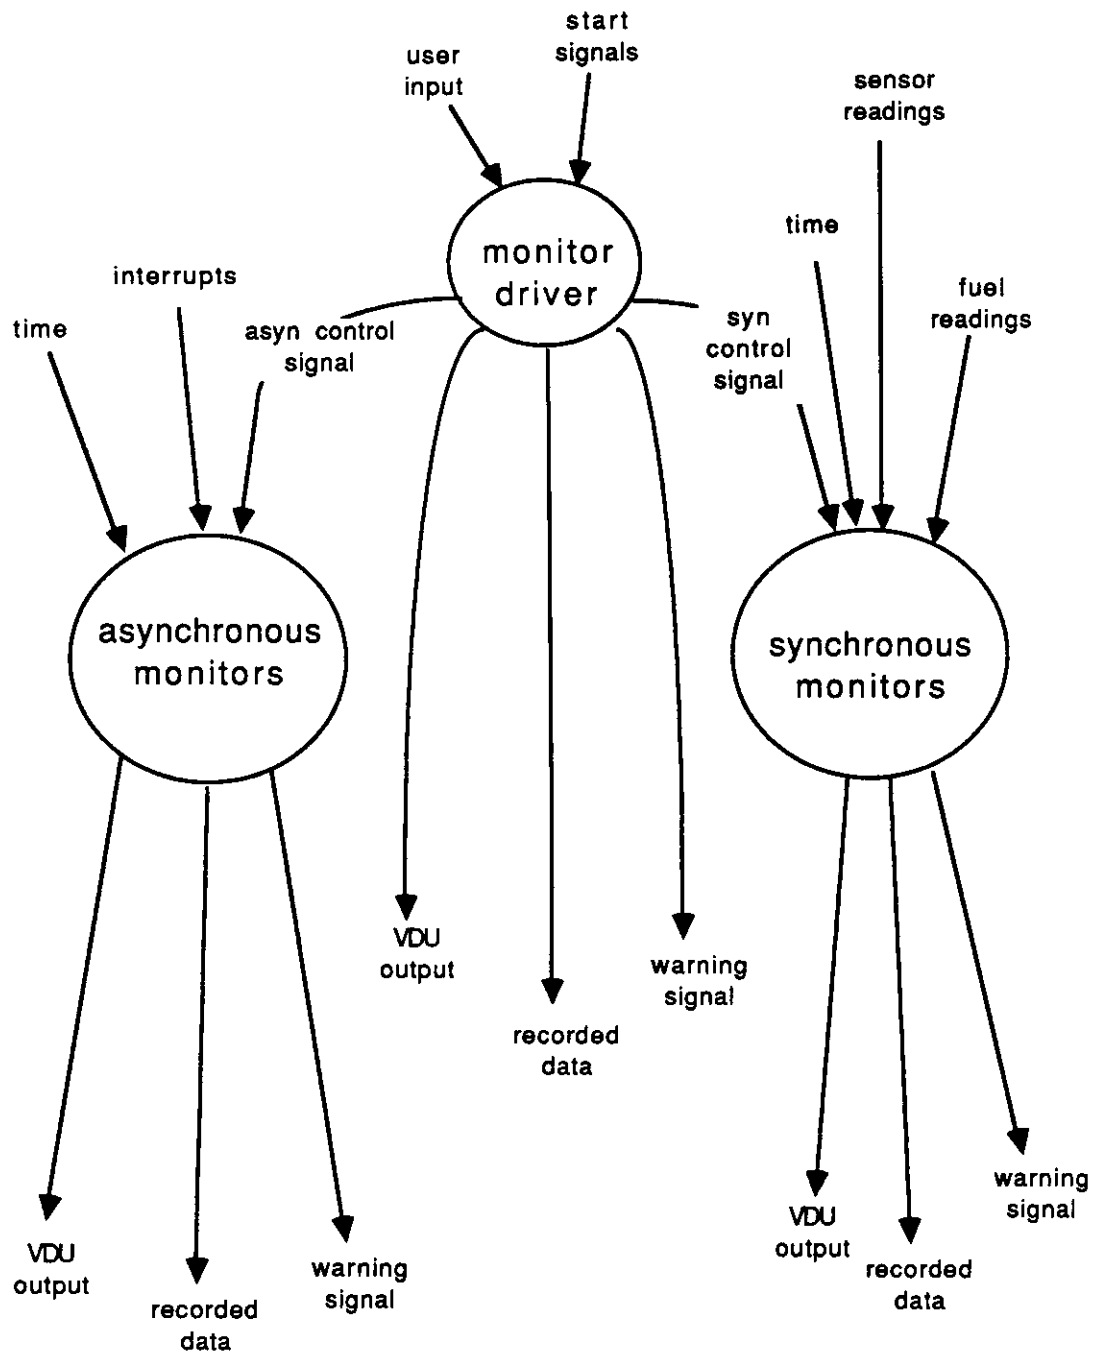 start
signals
user
input
sensor
readings
monitor
driver
time
interrupts
fuel
readings
time
asyn control
signal
syn
control
signal
asynchronous
monitors
synchronous
monitors
VDU
output
warning
signal
recorded
data
warning
signal
VDU
output
recorded
data
VDU
output
warning
signal
recorded
data